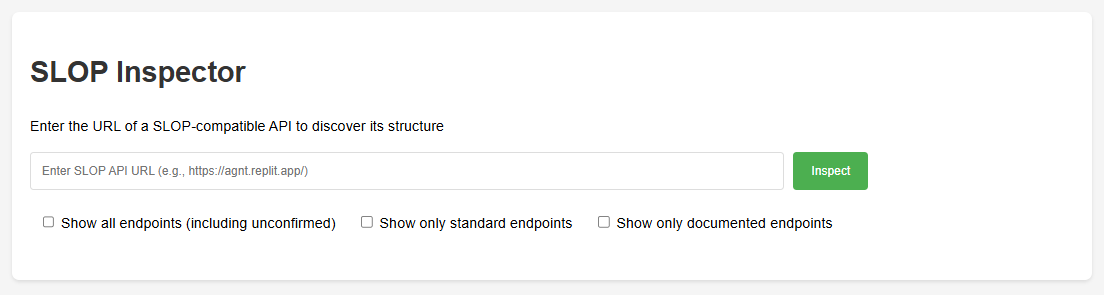 SLOP Inspector
Enter the URL of a SLOP-compatible API to discover its structure
Enter SLOP API URL (e.g., https://agnt.replit.app/) Inspect
Show all endpoints (including unconfirmed) Show only standard endpoints Show only documented endpoints